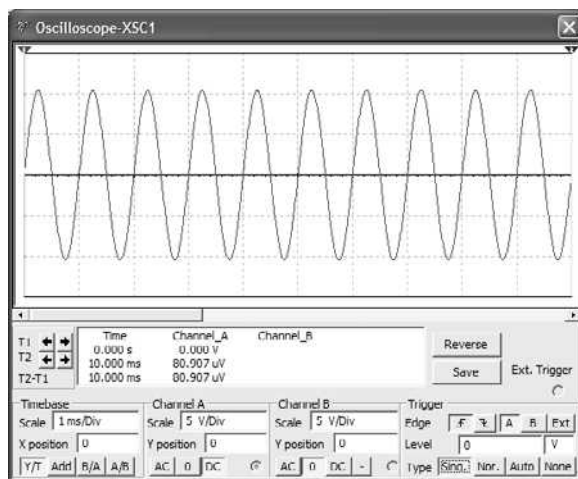 Oscilloscope-XSC1
T1
T2
T2-T1
Time Channel_A Channel_B
0.000 s 0.000 V
10.000 ms 80.907 uV
10.000 ms 80.907 uV
Reverse
Save
Ext. Trigger
Timebase
Scale 1 ms/Div
X position 0
Y/T Add B/A A/B
Channel A
Scale 5 V/Div
Y position 0
AC 0 DC
Channel B
Scale 5 V/Div
Y position 0
AC 0 DC -
Trigger
Edge A B Ext
Level 0 V
Type Sing. Nor. Auto None